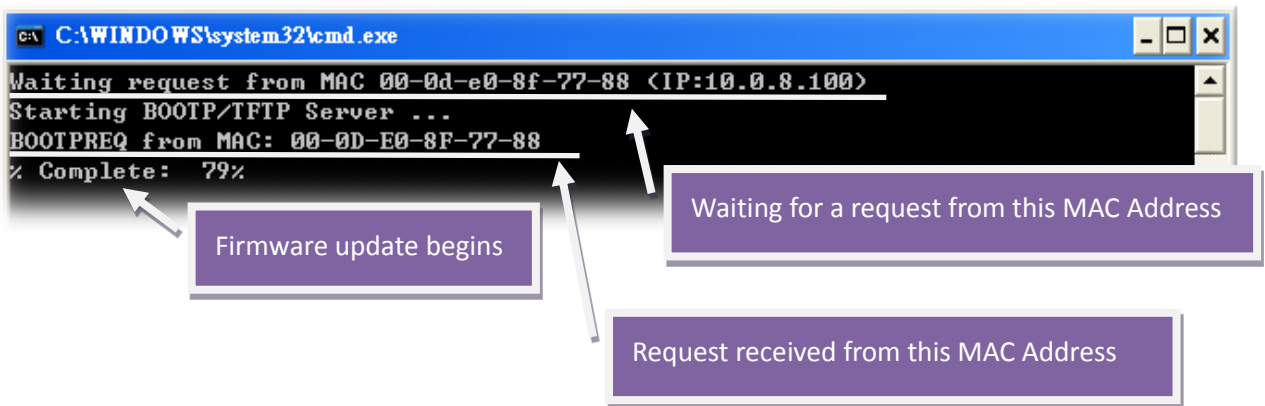 C:\WINDOWS\system32\cmd.exe
Waiting request from MAC 00-0d-e0-8f-77-88 (IP:10.0.8.100)
Starting BOOTP/TFTP Server ...
BOOTPREQ from MAC: 00-0D-E0-8F-77-88
% Complete: 79%
Waiting for a request from this MAC Address
Firmware update begins
Request received from this MAC Address